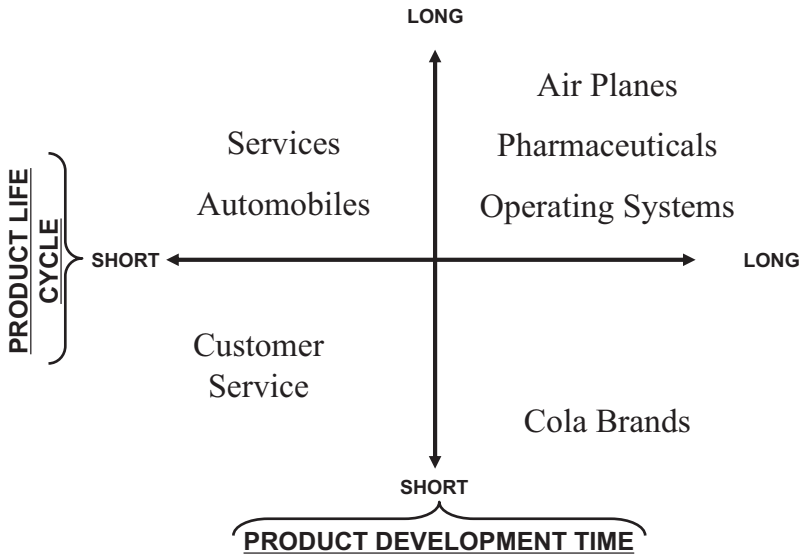 LONG
Air Planes
Services
Pharmaceuticals
Automobiles
Operating Systems
PRODUCT LIFE
CYCLE
SHORT
LONG
Customer
Service
Cola Brands
SHORT
PRODUCT DEVELOPMENT TIME